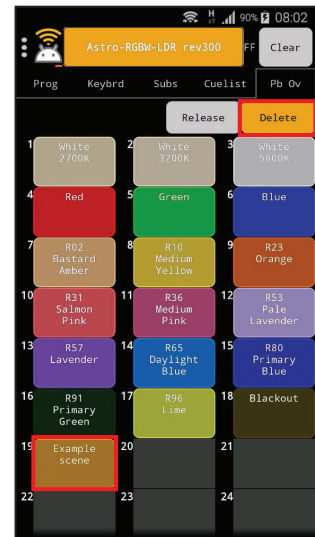 H 90% 08:02
Astro-RGBW-LDR rev300 FF Clear
Prog Keybrd Subs Cuelist Pb Ov
Release Delete
1 White 2700K 2 White 3200K 3 White 5600K
4 Red 5 Green 6 Blue
7 R02 Bastard Amber 8 R10 Medium Yellow 9 R23 Orange
10 R31 Salmon Pink 11 R36 Medium Pink 12 R53 Pale Lavender
13 R57 Lavender 14 R65 Daylight Blue 15 R80 Primary Blue
16 R91 Primary Green 17 R96 Lime 18 Blackout
19 Example scene 20 21
22 23 24